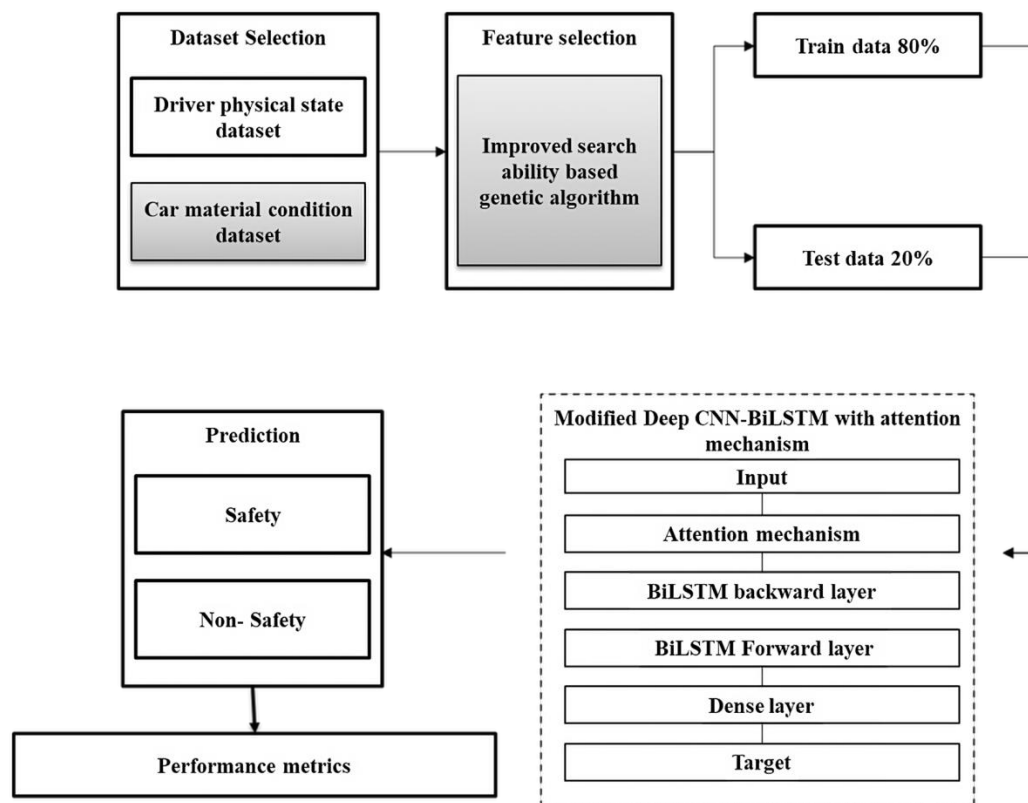 Dataset Selection
Driver physical state
dataset
Car material condition
dataset
Feature selection
Improved search
ability based
genetic algorithm
Train data 80%
Test data 20%
Modified Deep CNN-BiLSTM with attention
mechanism
Input
Attention mechanism
BiLSTM backward layer
BiLSTM Forward layer
Dense layer
Target
Prediction
Safety
Non- Safety
Performance metrics